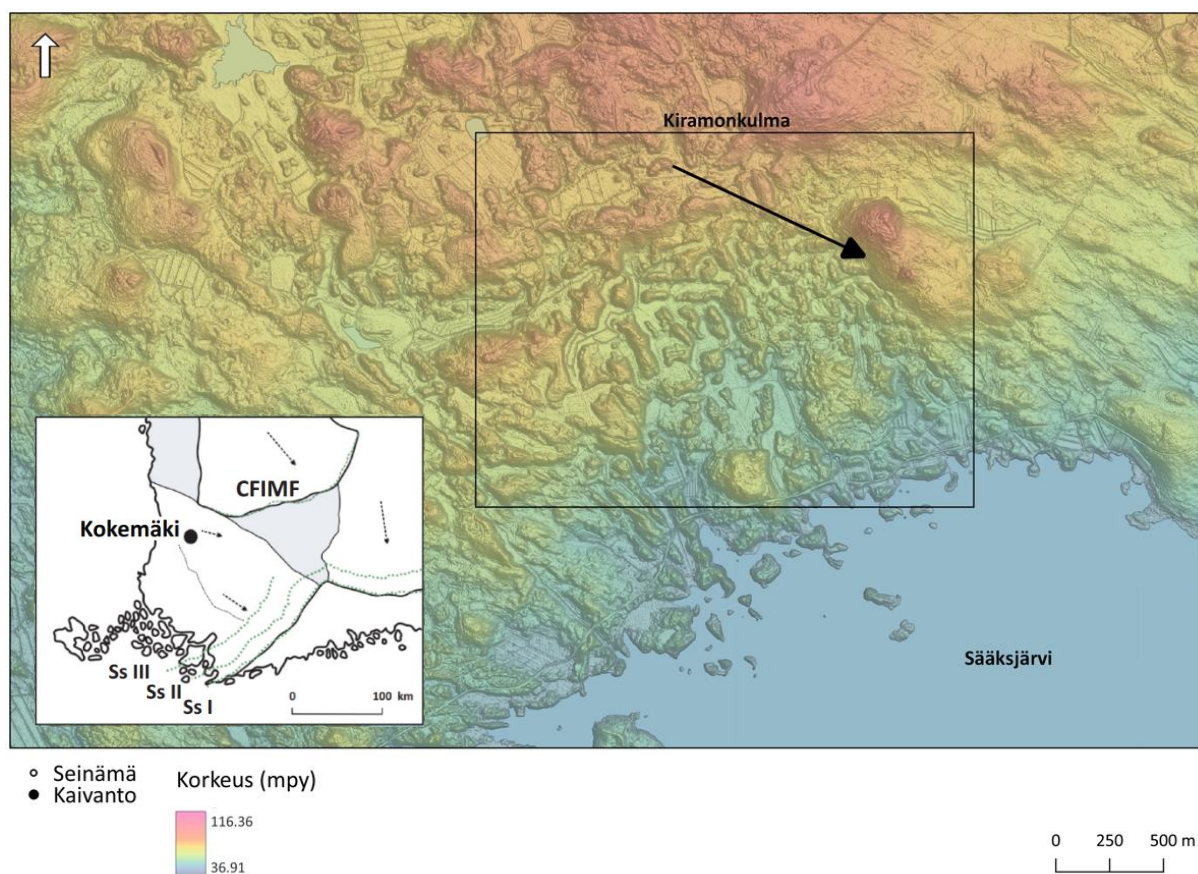 Kiramonkulma
CFIMF
Kokemäki
Sääksjärvi
Ss III
Ss II
Ss I
0 100 km
Seinämä
Kaivanto
Korkeus (mpy)
116.36
36.91
0 250 500 m